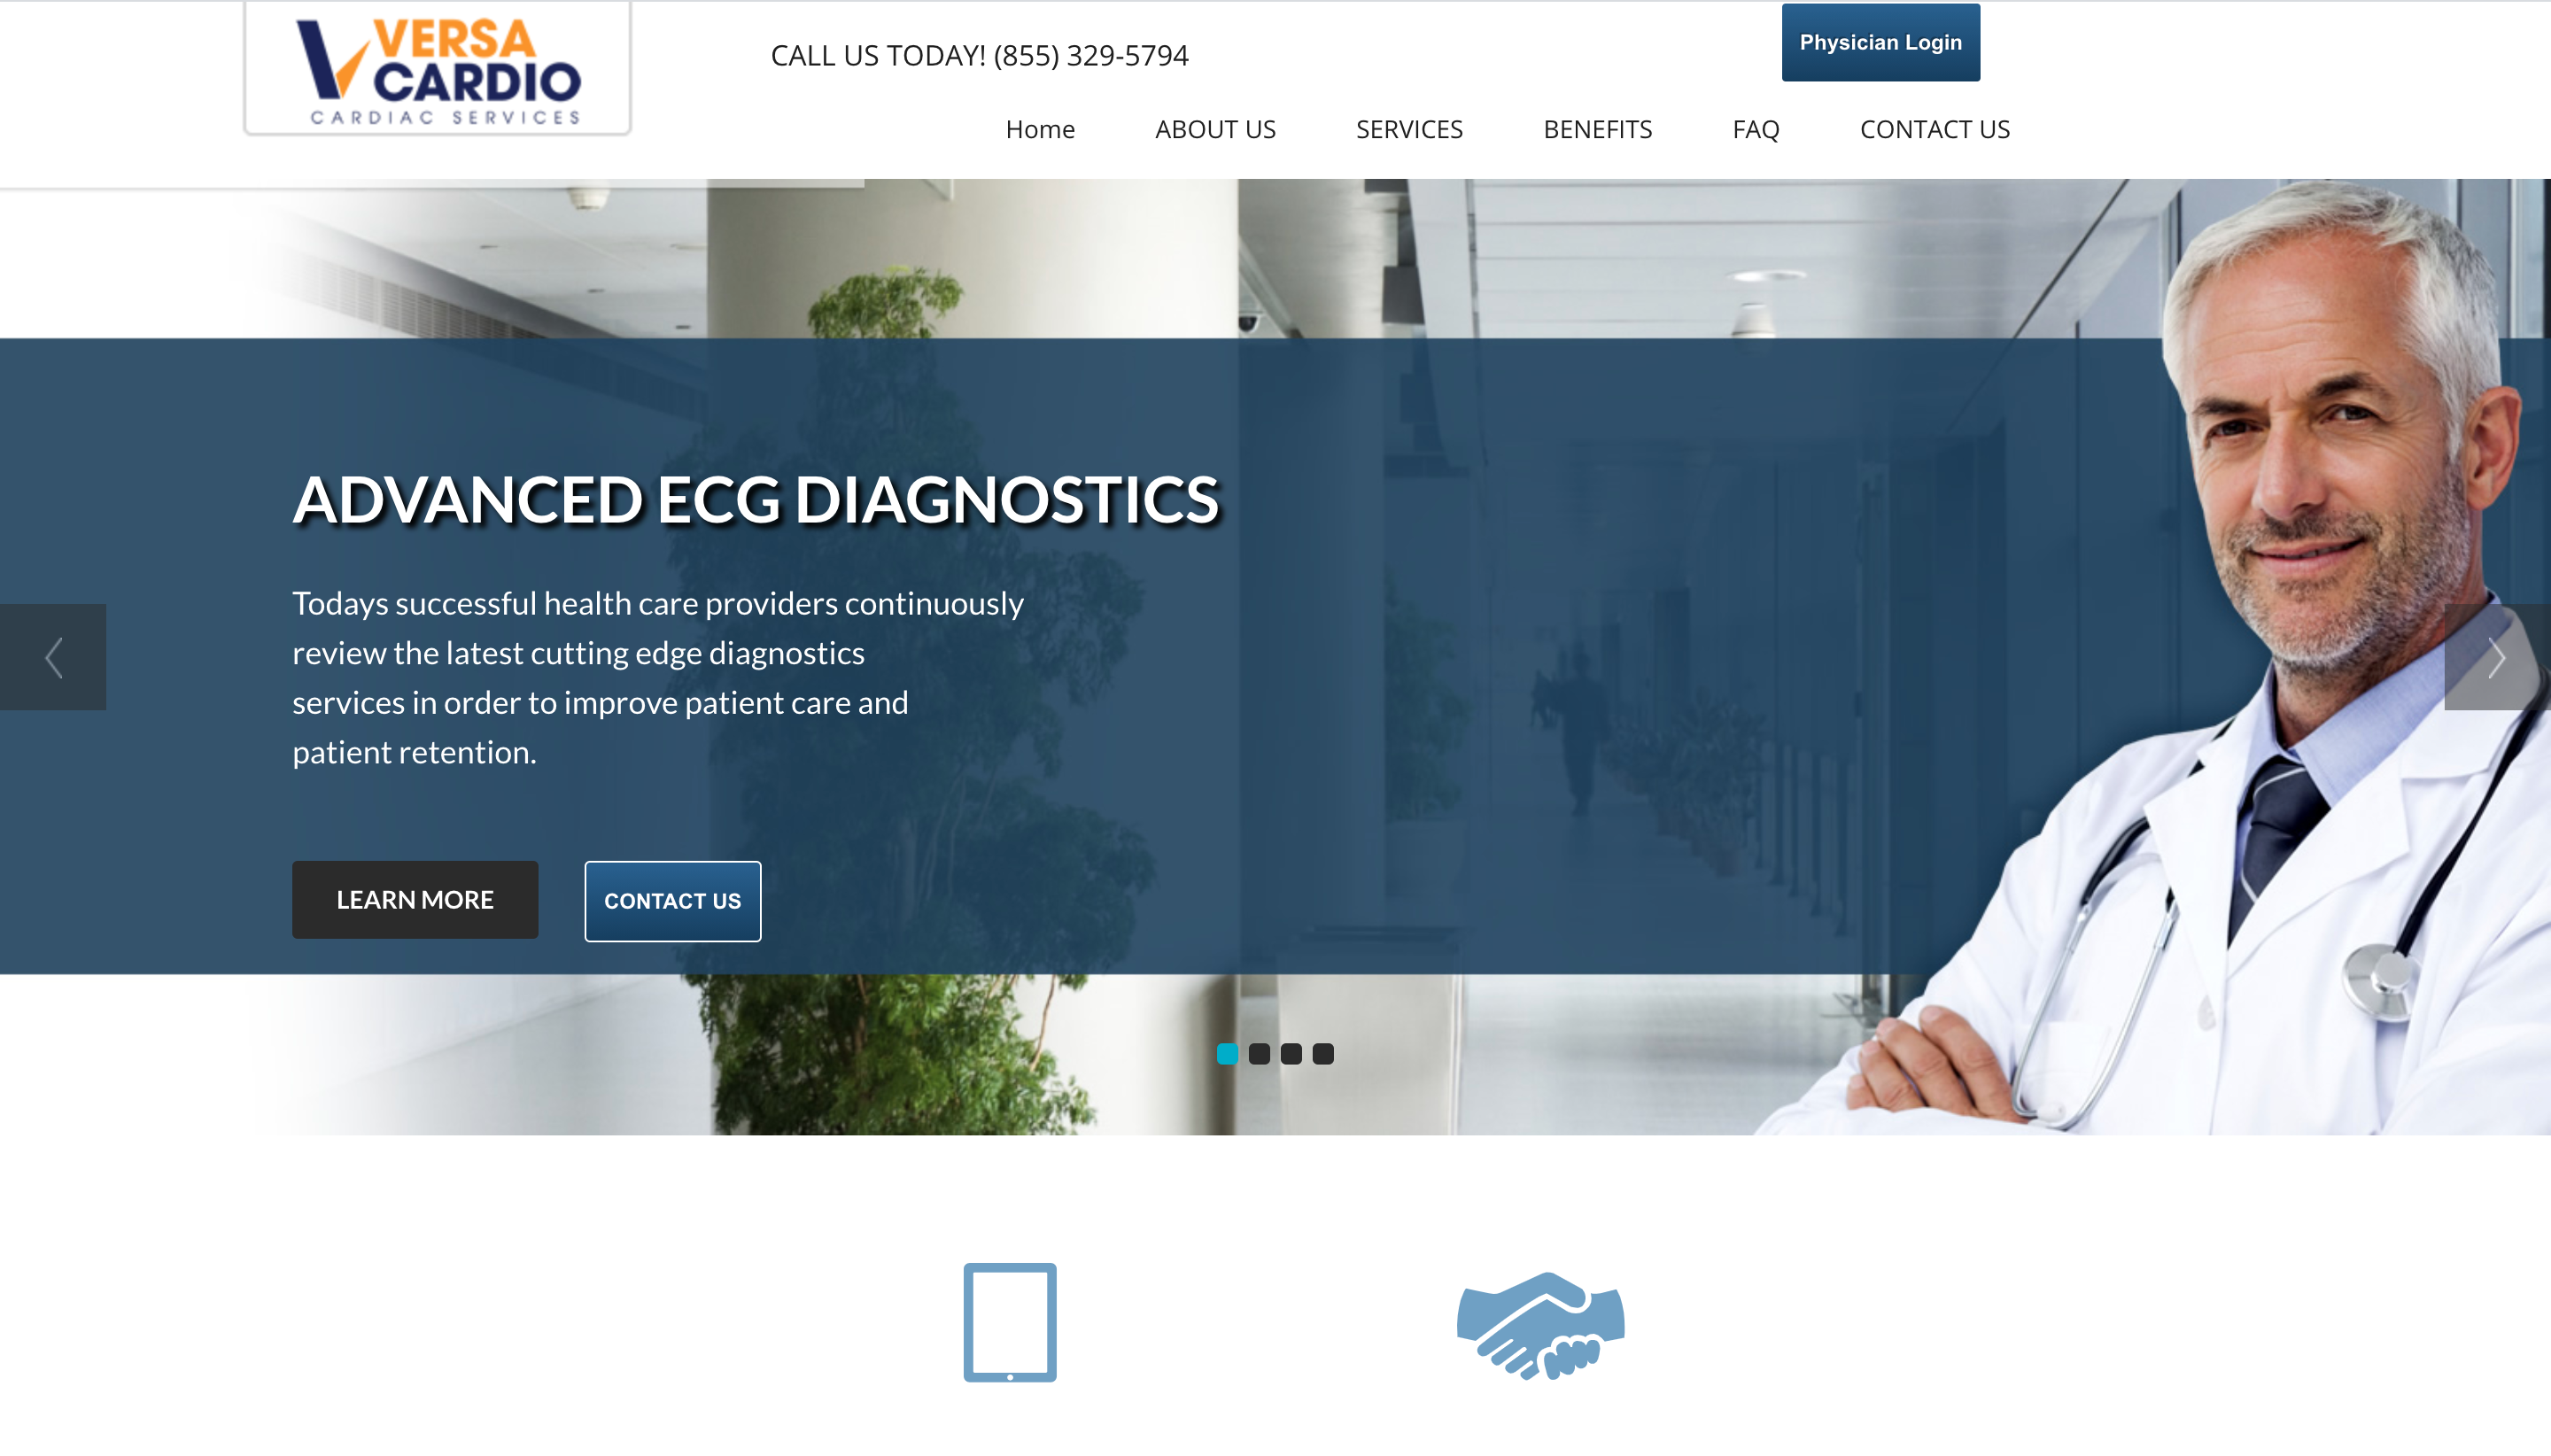 VERSA
CARDIO
CARDIAC SERVICES
CALL US TODAY! (855) 329-5794
Physician Login
Home ABOUT US SERVICES BENEFITS FAQ CONTACT US
ADVANCED ECG DIAGNOSTICS
Todays successful health care providers continuously
review the latest cutting edge diagnostics
services in order to improve patient care and
patient retention.
LEARN MORE CONTACT US